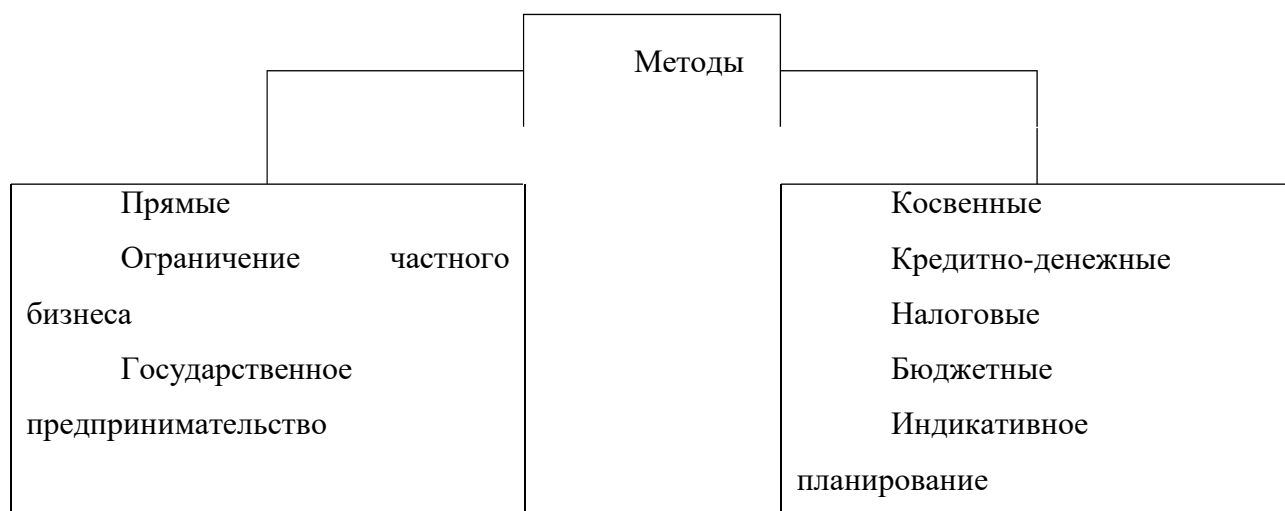 Методы
Прямые
Ограничение частного
бизнеса
Государственное
предпринимательство
Косвенные
Кредитно-денежные
Налоговые
Бюджетные
Индикативное
планирование